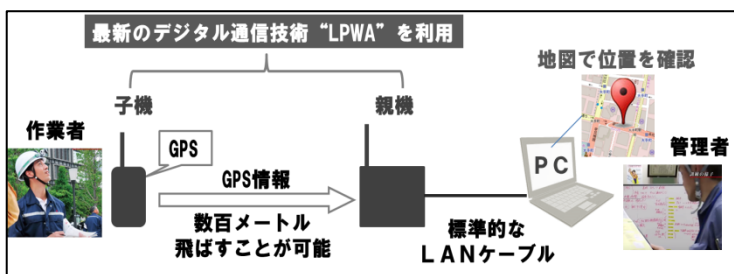 最新のデジタル通信技術“LPWA”を利用
地図で位置を確認
子機
親機
作業者
GPS
PC
管理者
GPS情報
数百メートル
飛ばすことが可能
標準的な
LANケーブル